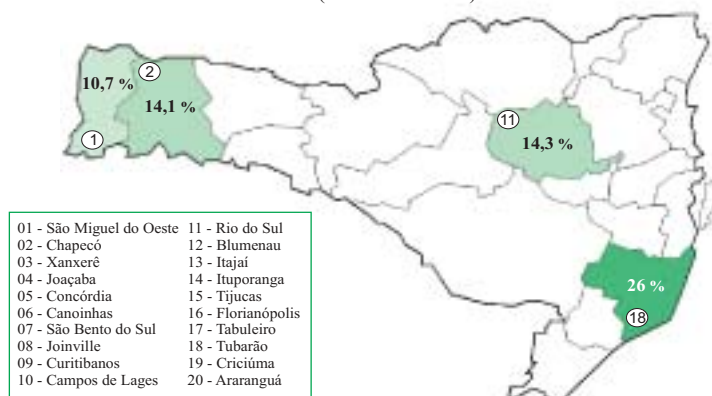 10,7 %
2
14,1 %
1
11
14,3 %
26 %
18
01 - São Miguel do Oeste
02 - Chapecó
03 - Xanxerê
04 - Joaçaba
05 - Concórdia
06 - Canoinhas
07 - São Bento do Sul
08 - Joinville
09 - Curitibanos
10 - Campos de Lages
11 - Rio do Sul
12 - Blumenau
13 - Itajaí
14 - Ituporanga
15 - Tijucas
16 - Florianópolis
17 - Tabuleiro
18 - Tubarão
19 - Criciúma
20 - Araranguá